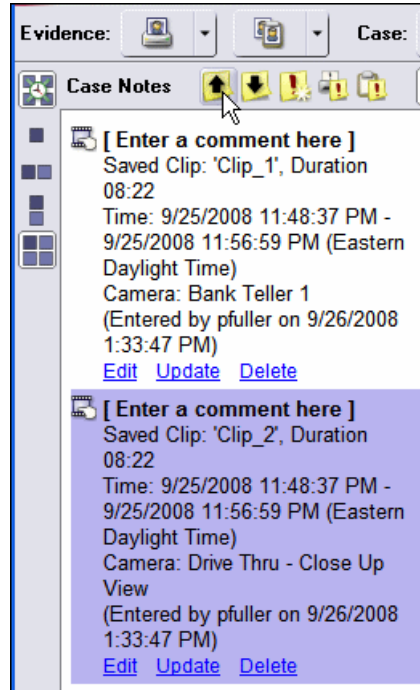 Evidence: Case:
Case Notes
[ Enter a comment here ]
Saved Clip: 'Clip_1', Duration
08:22
Time: 9/25/2008 11:48:37 PM -
9/25/2008 11:56:59 PM (Eastern
Daylight Time)
Camera: Bank Teller 1
(Entered by pfuller on 9/26/2008
1:33:47 PM)
Edit Update Delete
[ Enter a comment here ]
Saved Clip: 'Clip_2', Duration
08:22
Time: 9/25/2008 11:48:37 PM -
9/25/2008 11:56:59 PM (Eastern
Daylight Time)
Camera: Drive Thru - Close Up
View
(Entered by pfuller on 9/26/2008
1:33:47 PM)
Edit Update Delete